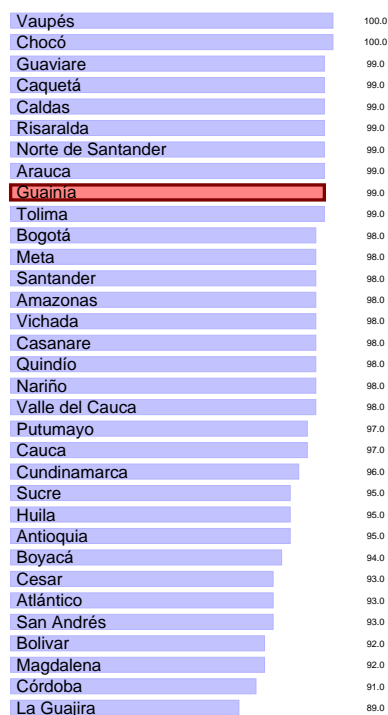 Vaupés 100.0
Chocó 100.0
Guaviare 99.0
Caquetá 99.0
Caldas 99.0
Risaralda 99.0
Norte de Santander 99.0
Arauca 99.0
Guainía 99.0
Tolima 99.0
Bogotá 98.0
Meta 98.0
Santander 98.0
Amazonas 98.0
Vichada 98.0
Casanare 98.0
Quindío 98.0
Nariño 98.0
Valle del Cauca 98.0
Putumayo 97.0
Cauca 97.0
Cundinamarca 96.0
Sucre 95.0
Huila 95.0
Antioquia 95.0
Boyacá 94.0
Cesar 93.0
Atlántico 93.0
San Andrés 93.0
Bolivar 92.0
Magdalena 92.0
Córdoba 91.0
La Guajira 89.0